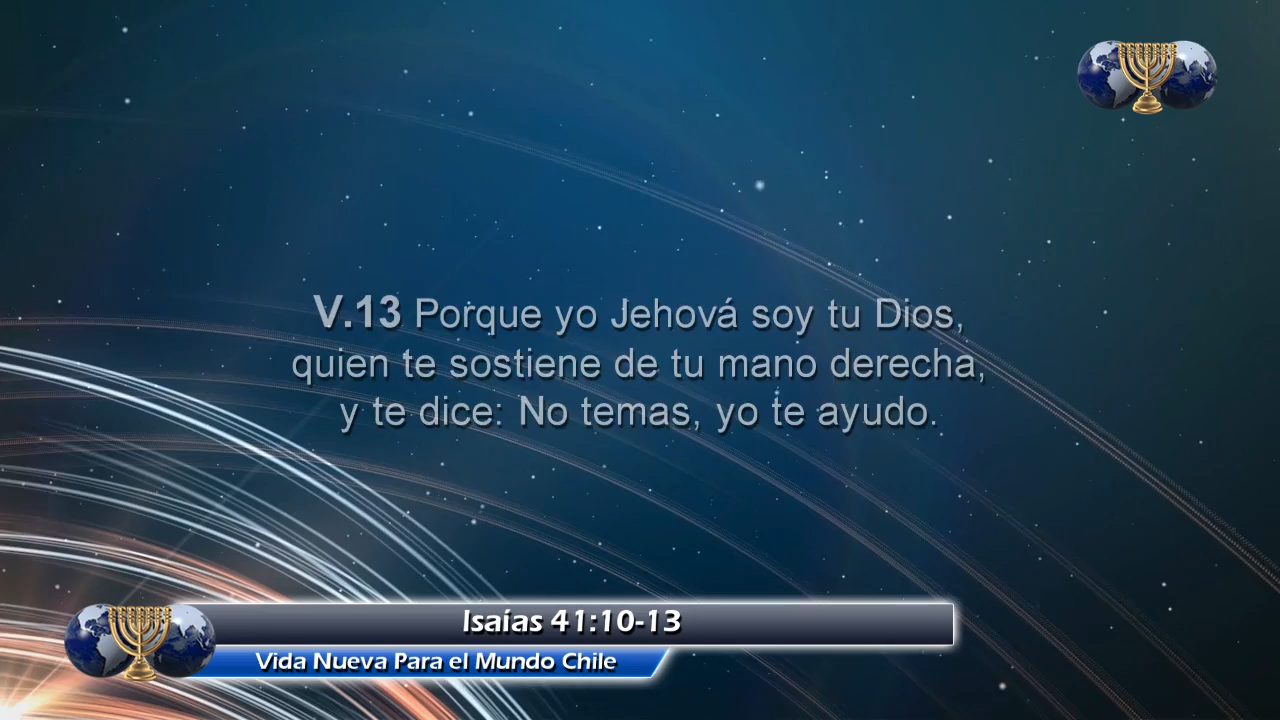 V.13 Porque yo Jehová soy tu Dios,
quien te sostiene de tu mano derecha,
y te dice: No temas, yo te ayudo.
Isaías 41:10-13
Vida Nueva Para el Mundo Chile